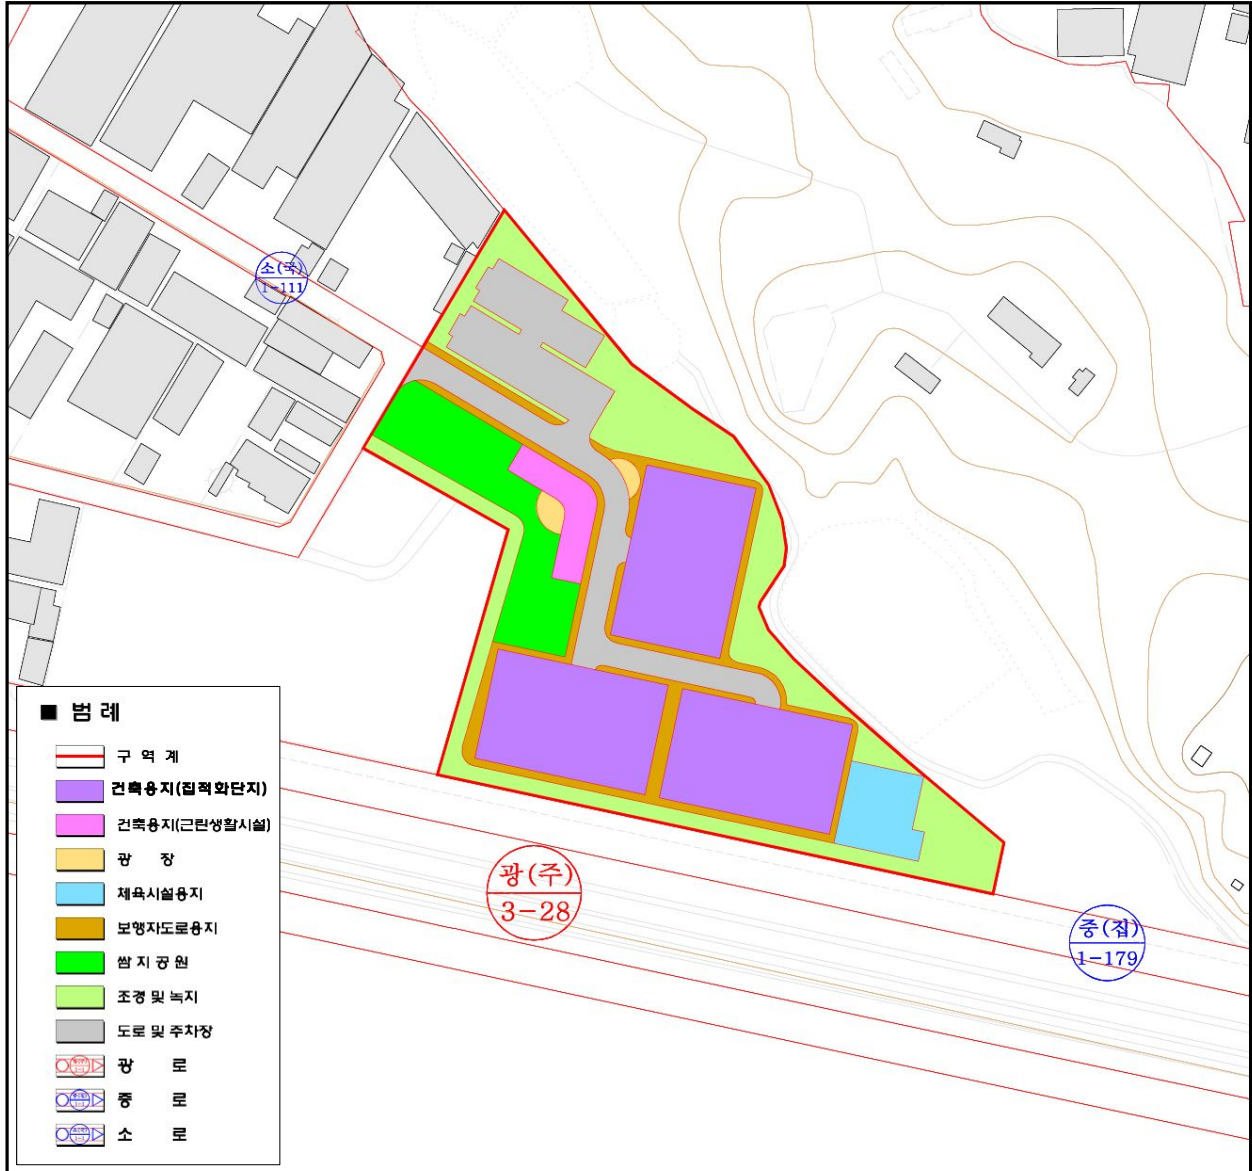 소(국)
1-111
광(주)
3-28
중(집)
1-179
■ 범 례
구 역 계
건축용지(집적화단지)
건축용지(근린생활시설)
광 장
체육시설용지
보행자도로용지
쌈 지 공 원
조경 및 녹지
도로 및 주차장
광 로
중 로
소 로